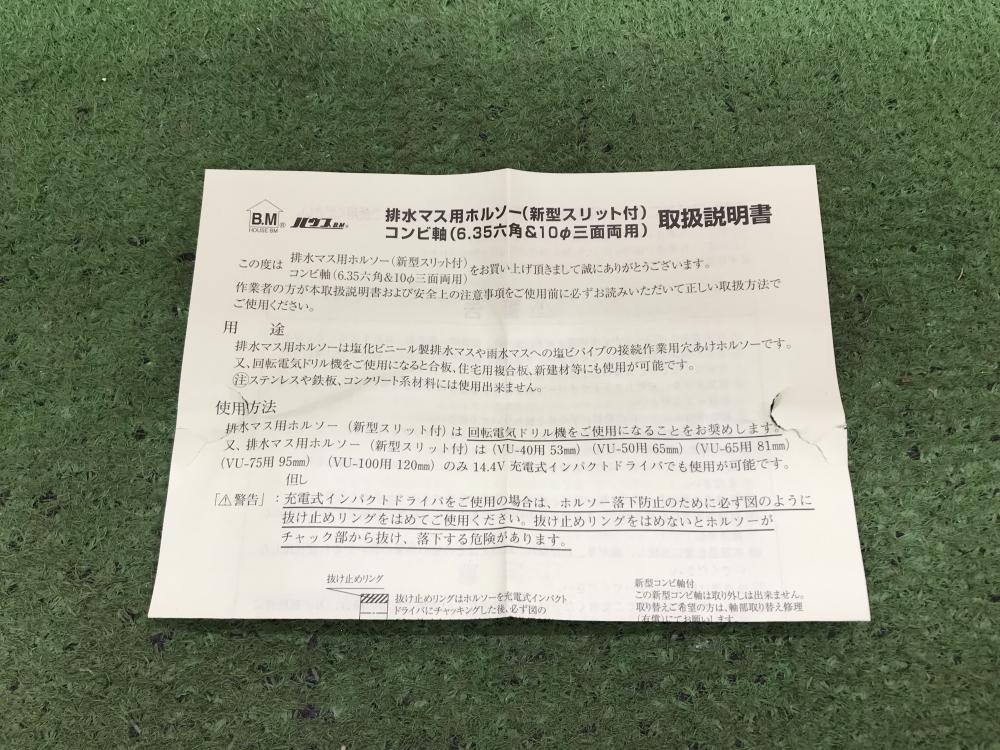 B.M® HOUSE BM ハウスB.M®
排水マス用ホルソー(新型スリット付)
コンビ軸(6.35六角&10φ三面両用)
取扱説明書
この度は 排水マス用ホルソー(新型スリット付) コンビ軸(6.35六角&10φ三面両用) をお買い上げ頂きまして誠にありがとうございます。
作業者の方が本取扱説明書および安全上の注意事項をご使用前に必ずお読みいただいて正しい取扱方法で
ご使用ください。
用 途
排水マス用ホルソーは塩化ビニール製排水マスや雨水マスへの塩ビパイプの接続作業用穴あけホルソーです。
又、回転電気ドリル機をご使用になると合板、住宅用複合板、新建材等にも使用が可能です。
注ステンレスや鉄板、コンクリート系材料には使用出来ません。
使用方法
排水マス用ホルソー(新型スリット付)は回転電気ドリル機をご使用になることをお奨めします。
又、排水マス用ホルソー(新型スリット付)は(VU-40用 53㎜)(VU-50用 65㎜)(VU-65用 81㎜)
(VU-75用 95㎜)(VU-100用 120㎜)のみ 14.4V 充電式インパクトドライバでも使用が可能です。
但し
「⚠警告」:充電式インパクトドライバをご使用の場合は、ホルソー落下防止のために必ず図のように
抜け止めリングをはめてご使用ください。抜け止めリングをはめないとホルソーが
チャック部から抜け、落下する危険があります。
抜け止めリング
抜け止めリングはホルソーを充電式インパクト
ドライバにチャッキングした後、必ず図の
新型コンビ軸付
この新型コンビ軸は取り外しは出来ません。
取り替えご希望の方は、軸部取り替え修理
(有償)にてお願いします。